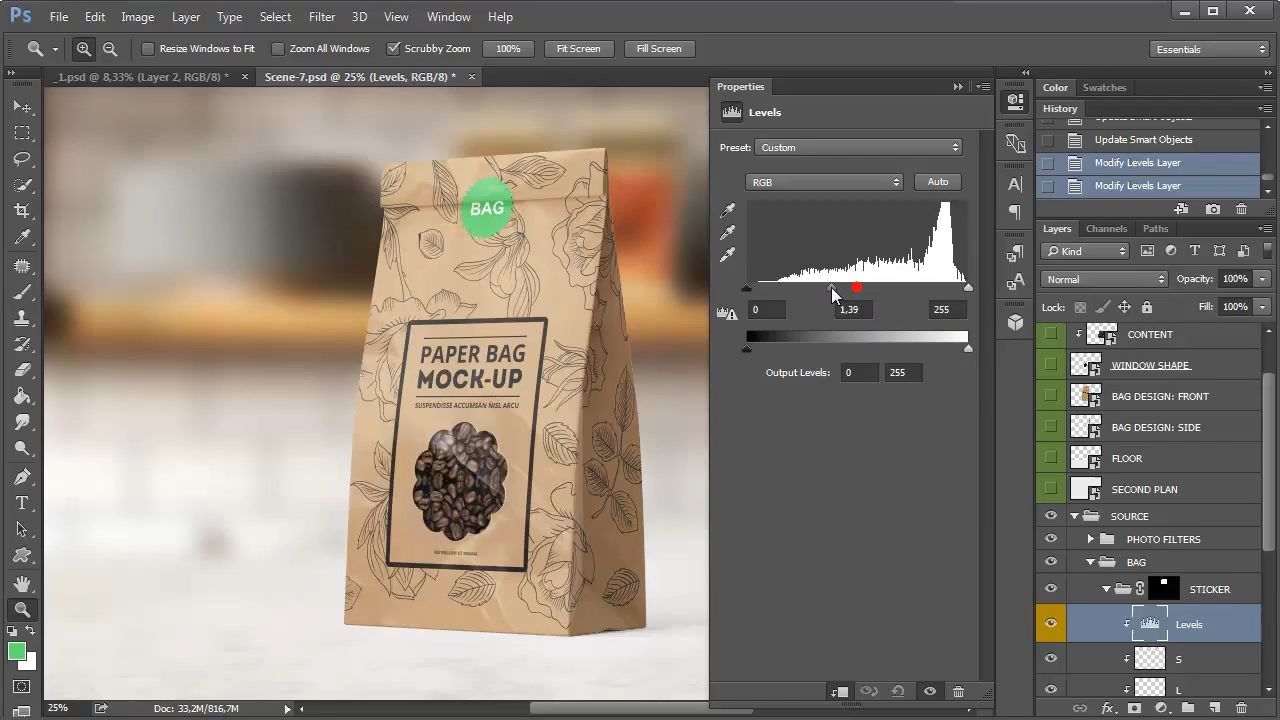 Ps File Edit Image Layer Type Select Filter 3D View Window Help
Resize Windows to Fit Zoom All Windows Scrubby Zoom 100% Fit Screen Fill Screen Essentials
_1.psd @ 8,33% (Layer 2, RGB/8) * Scene-7.psd @ 25% (Levels, RGB/8) *
Properties
Levels
Preset: Custom
RGB Auto
0 1,39 255
Output Levels: 0 255
BAG
PAPER BAG
MOCK-UP
SUSPENDISSE ACCUMSAN NISL ARCU
Color Swatches
History
Update Smart Objects
Update Smart Objects
Modify Levels Layer
Modify Levels Layer
Layers Channels Paths
Kind
Normal Opacity: 100%
Lock: Fill: 100%
CONTENT
WINDOW SHAPE
BAG DESIGN: FRONT
BAG DESIGN: SIDE
FLOOR
SECOND PLAN
SOURCE
PHOTO FILTERS
BAG
STICKER
Levels
S
L
25% Doc: 33,2M/816,7M